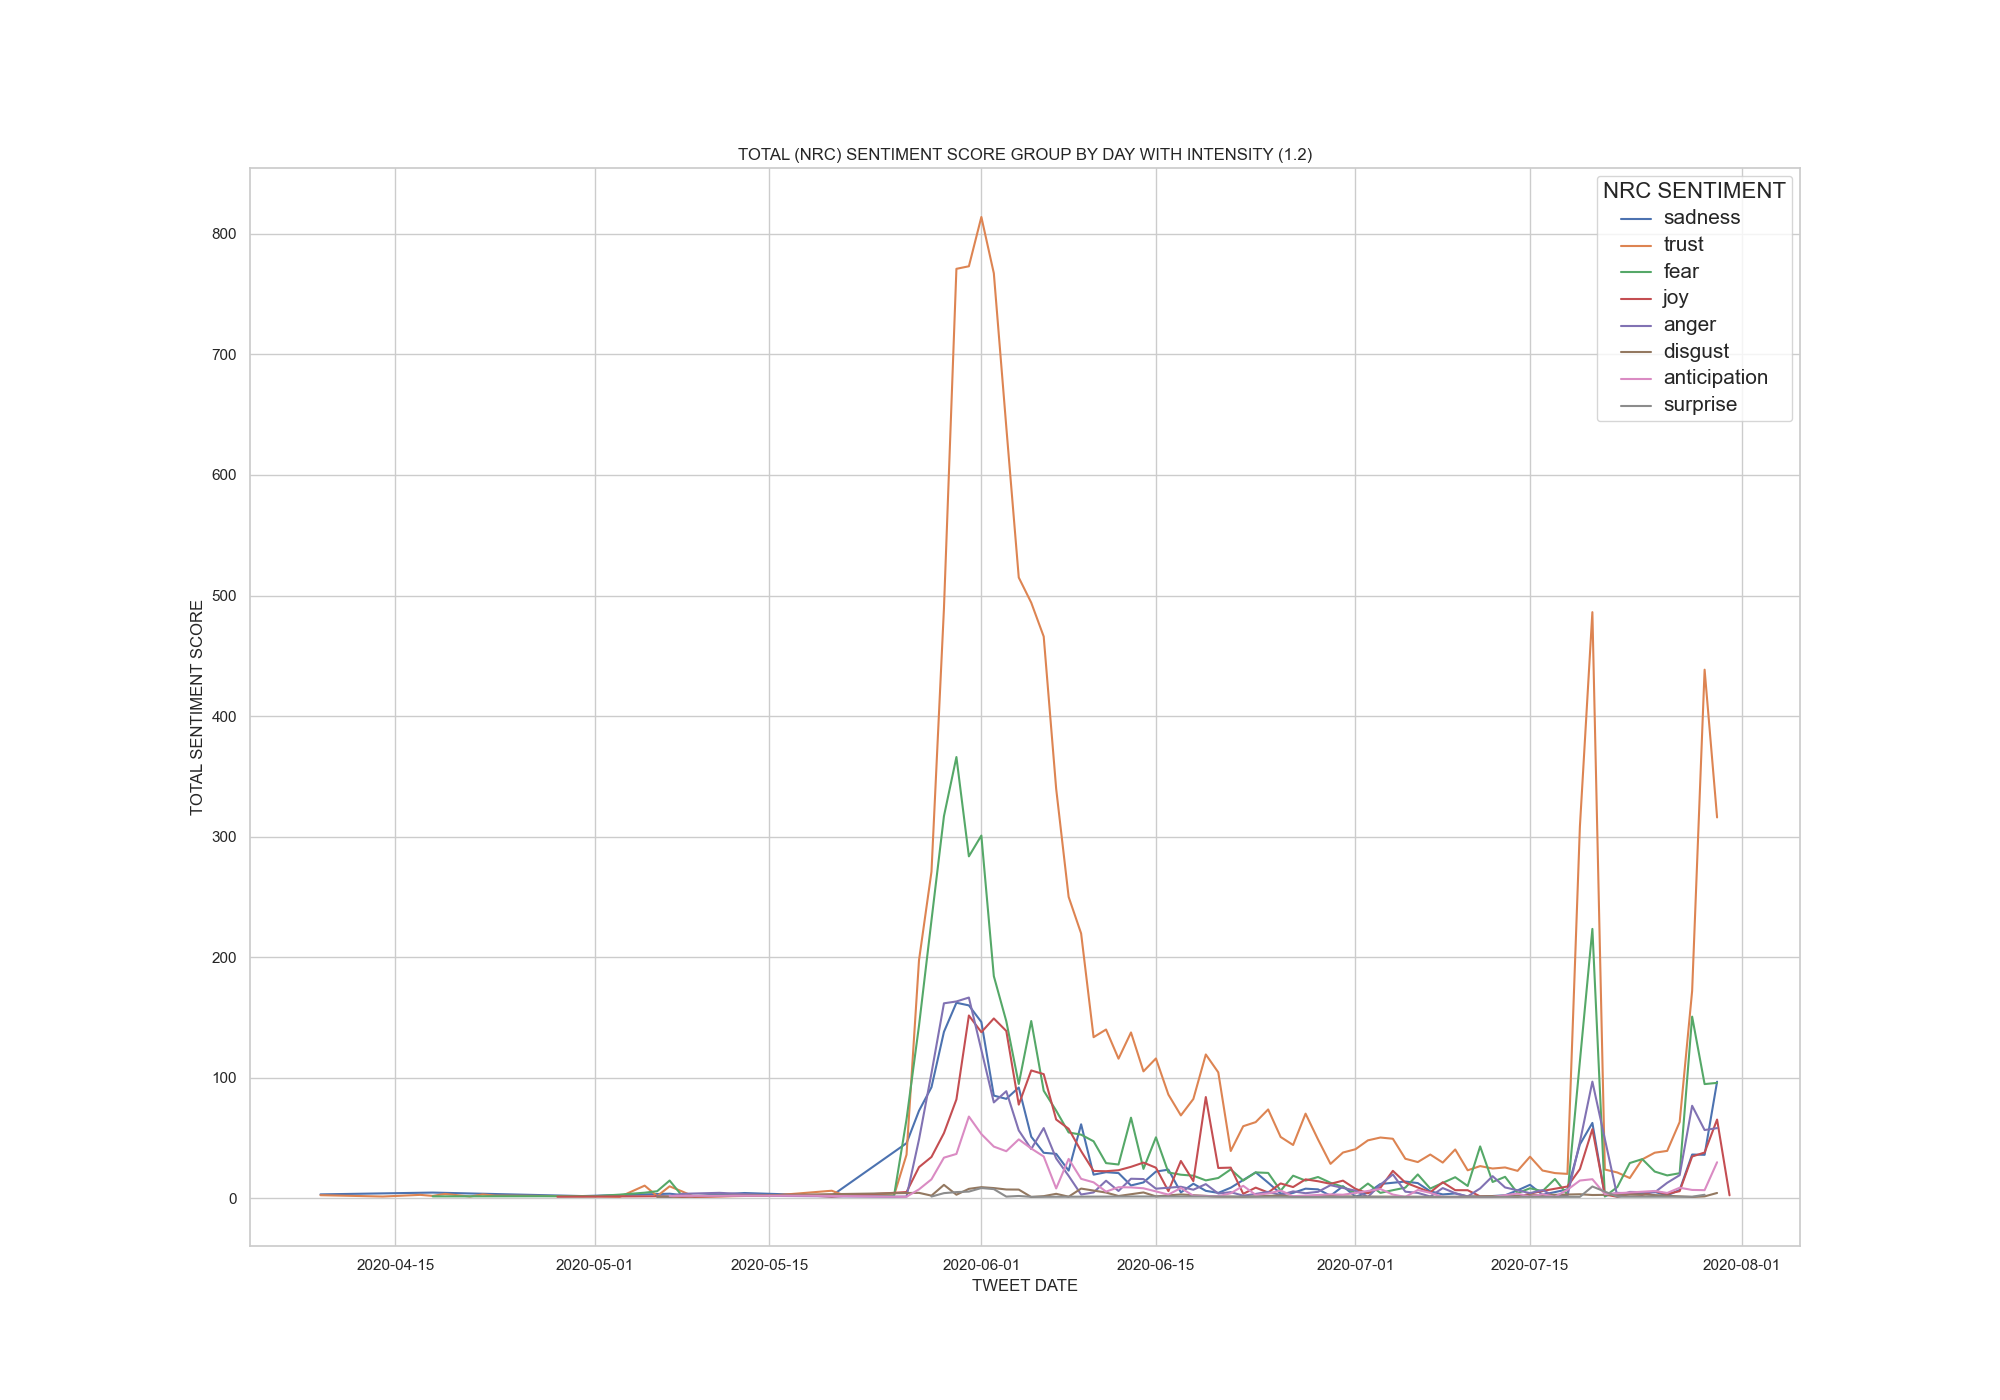 TOTAL (NRC) SENTIMENT SCORE GROUP BY DAY WITH INTENSITY (1.2)
NRC SENTIMENT
sadness
trust
fear
joy
anger
disgust
anticipation
surprise
TOTAL SENTIMENT SCORE
800
700
600
500
400
300
200
100
0
2020-04-15 2020-05-01 2020-05-15 2020-06-01 2020-06-15 2020-07-01 2020-07-15 2020-08-01
TWEET DATE